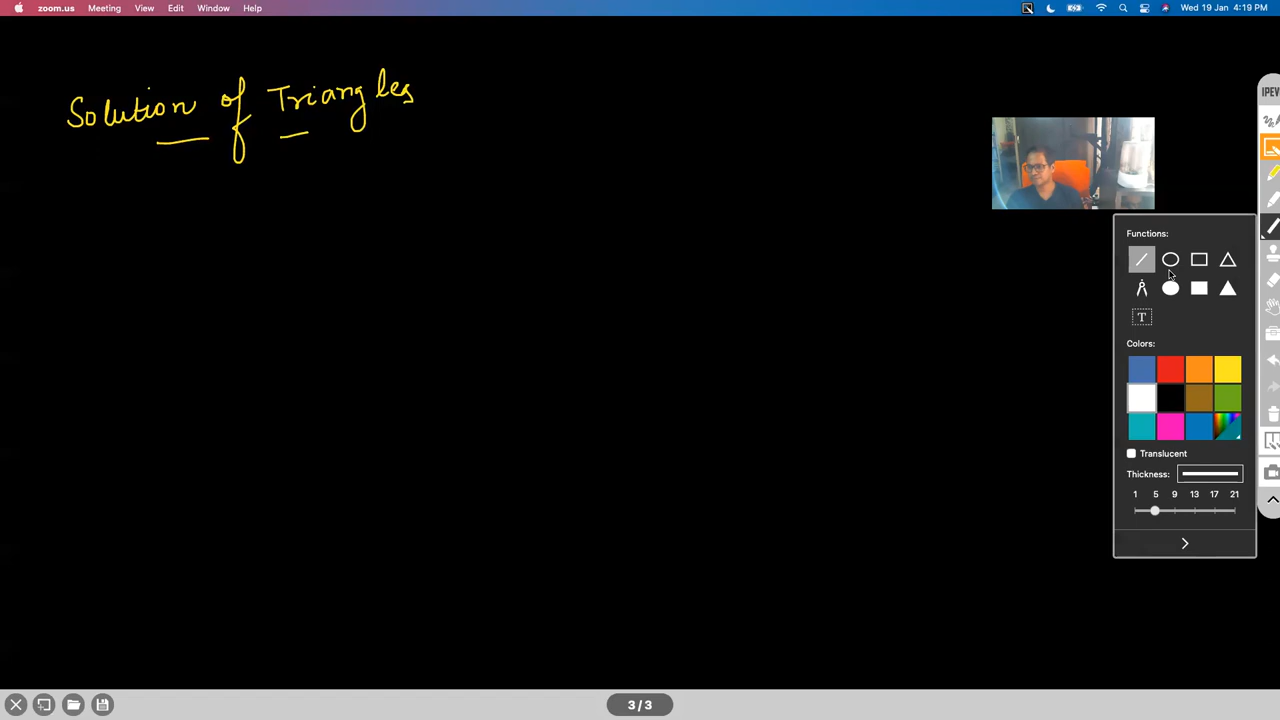 zoom.us Meeting View Edit Window Help Wed 19 Jan 4:19 PM
Solution of Triangles
IPEV
Functions:
T
Colors:
Translucent
Thickness:
1 5 9 13 17 21
3 / 3